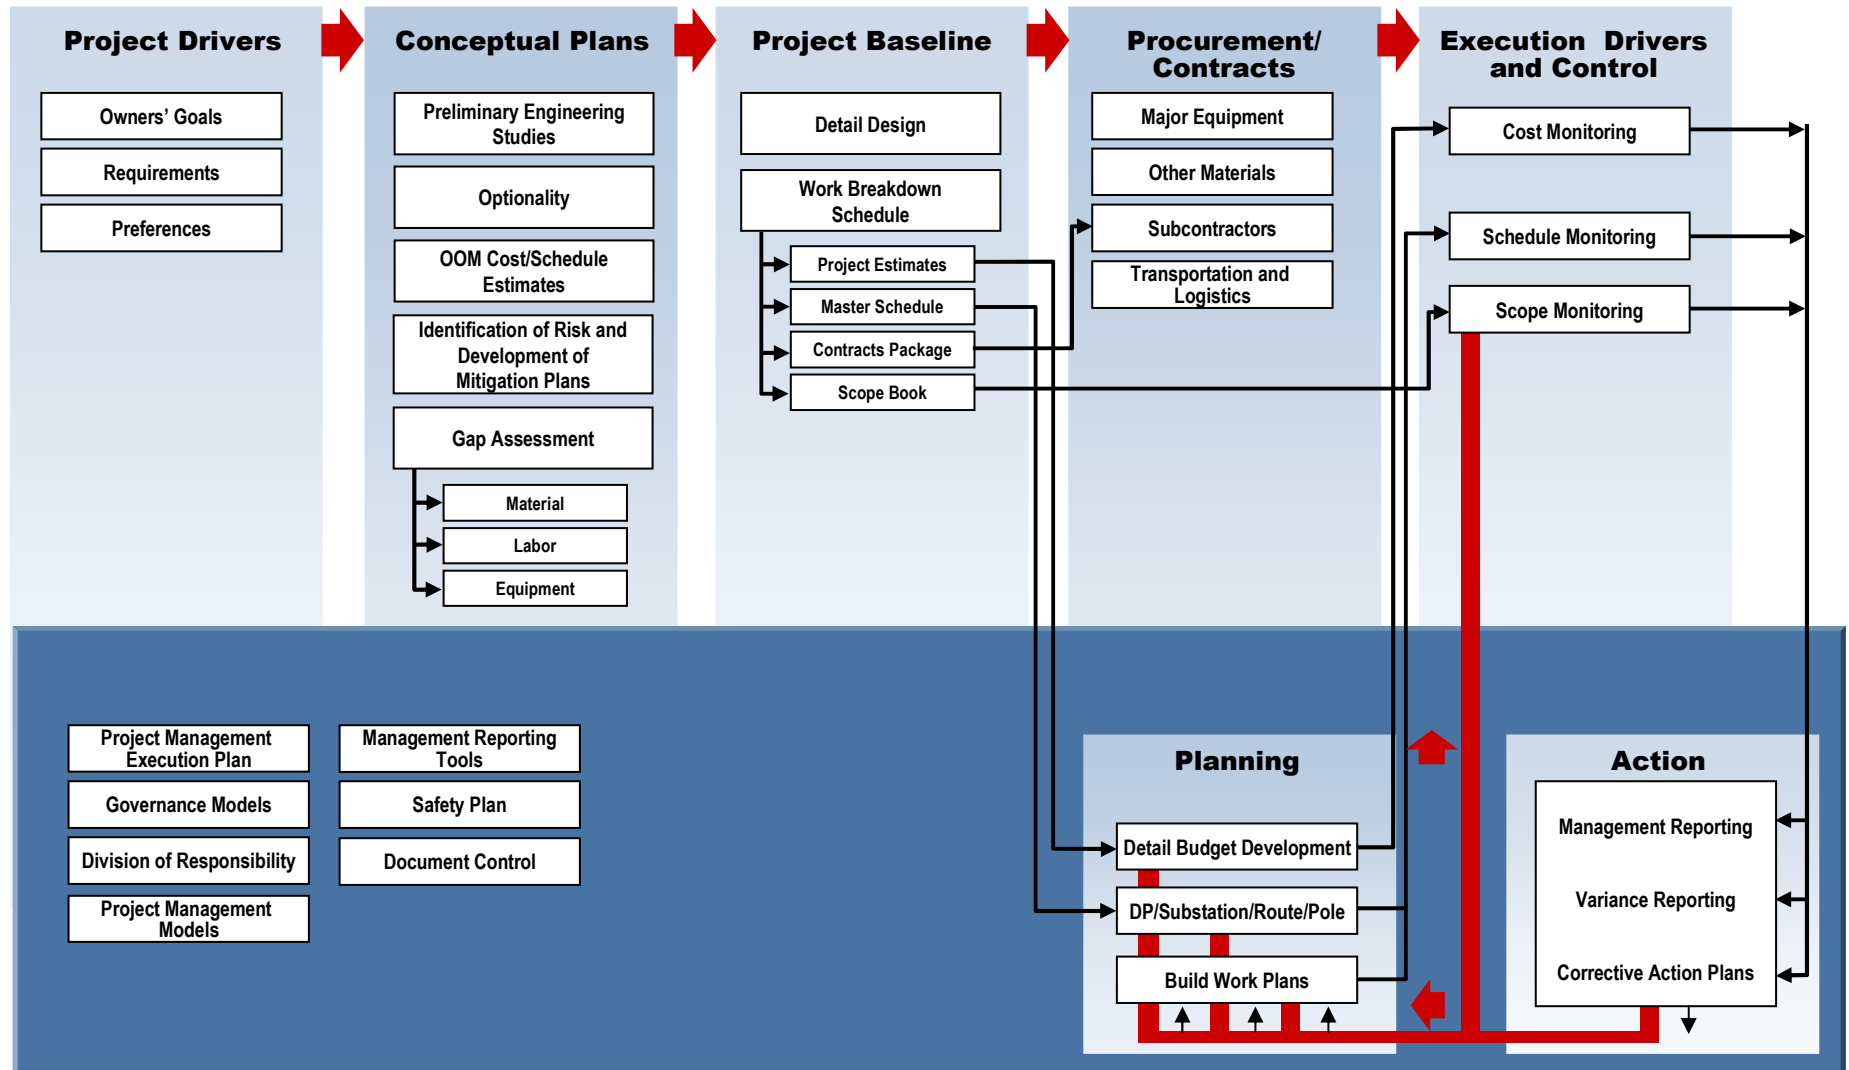 Project Drivers
Owners’ Goals
Requirements
Preferences
Conceptual Plans
Preliminary Engineering
Studies
Optionality
OOM Cost/Schedule
Estimates
Identification of Risk and
Development of
Mitigation Plans
Gap Assessment
Material
Labor
Equipment
Project Baseline
Detail Design
Work Breakdown
Schedule
Project Estimates
Master Schedule
Contracts Package
Scope Book
Procurement/
Contracts
Major Equipment
Other Materials
Subcontractors
Transportation and
Logistics
Execution Drivers
and Control
Cost Monitoring
Schedule Monitoring
Scope Monitoring
Project Management
Execution Plan
Governance Models
Division of Responsibility
Project Management
Models
Management Reporting
Tools
Safety Plan
Document Control
Planning
Detail Budget Development
DP/Substation/Route/Pole
Build Work Plans
Action
Management Reporting
Variance Reporting
Corrective Action Plans